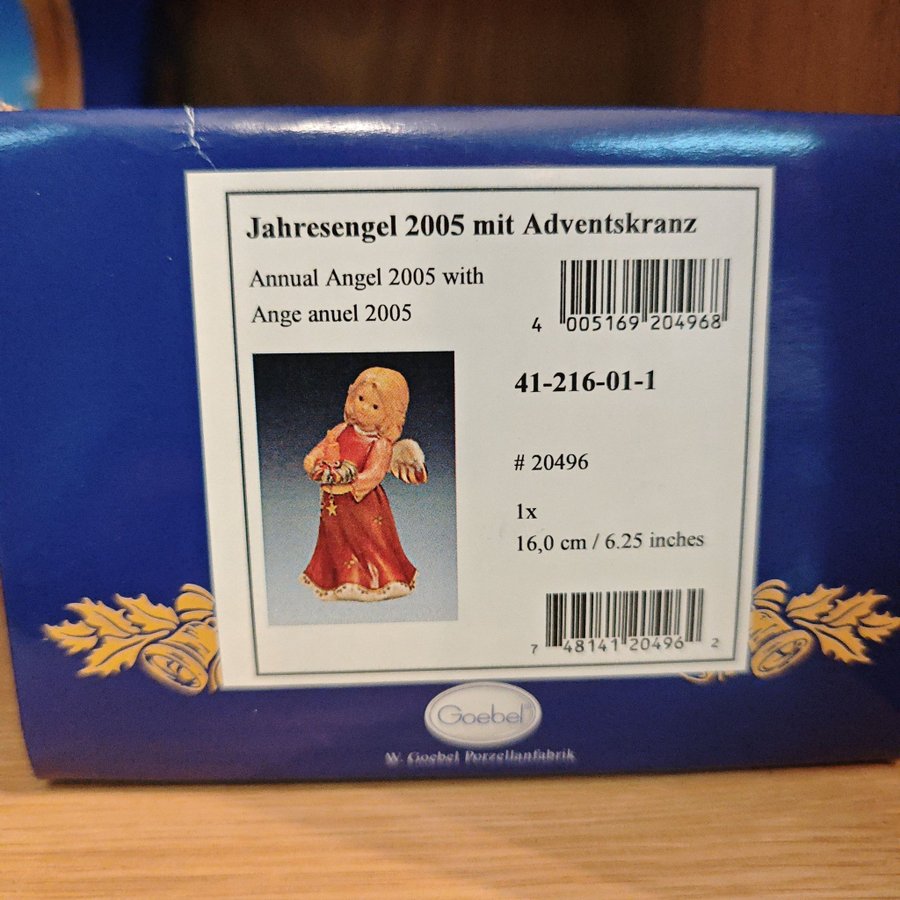 Jahresengel 2005 mit Adventskranz
Annual Angel 2005 with
Ange anuel 2005
4 005169 204968
41-216-01-1
# 20496
1x
16,0 cm / 6.25 inches
7 48141 20496 2
Goebel
W. Goebel Porzellanfabrik